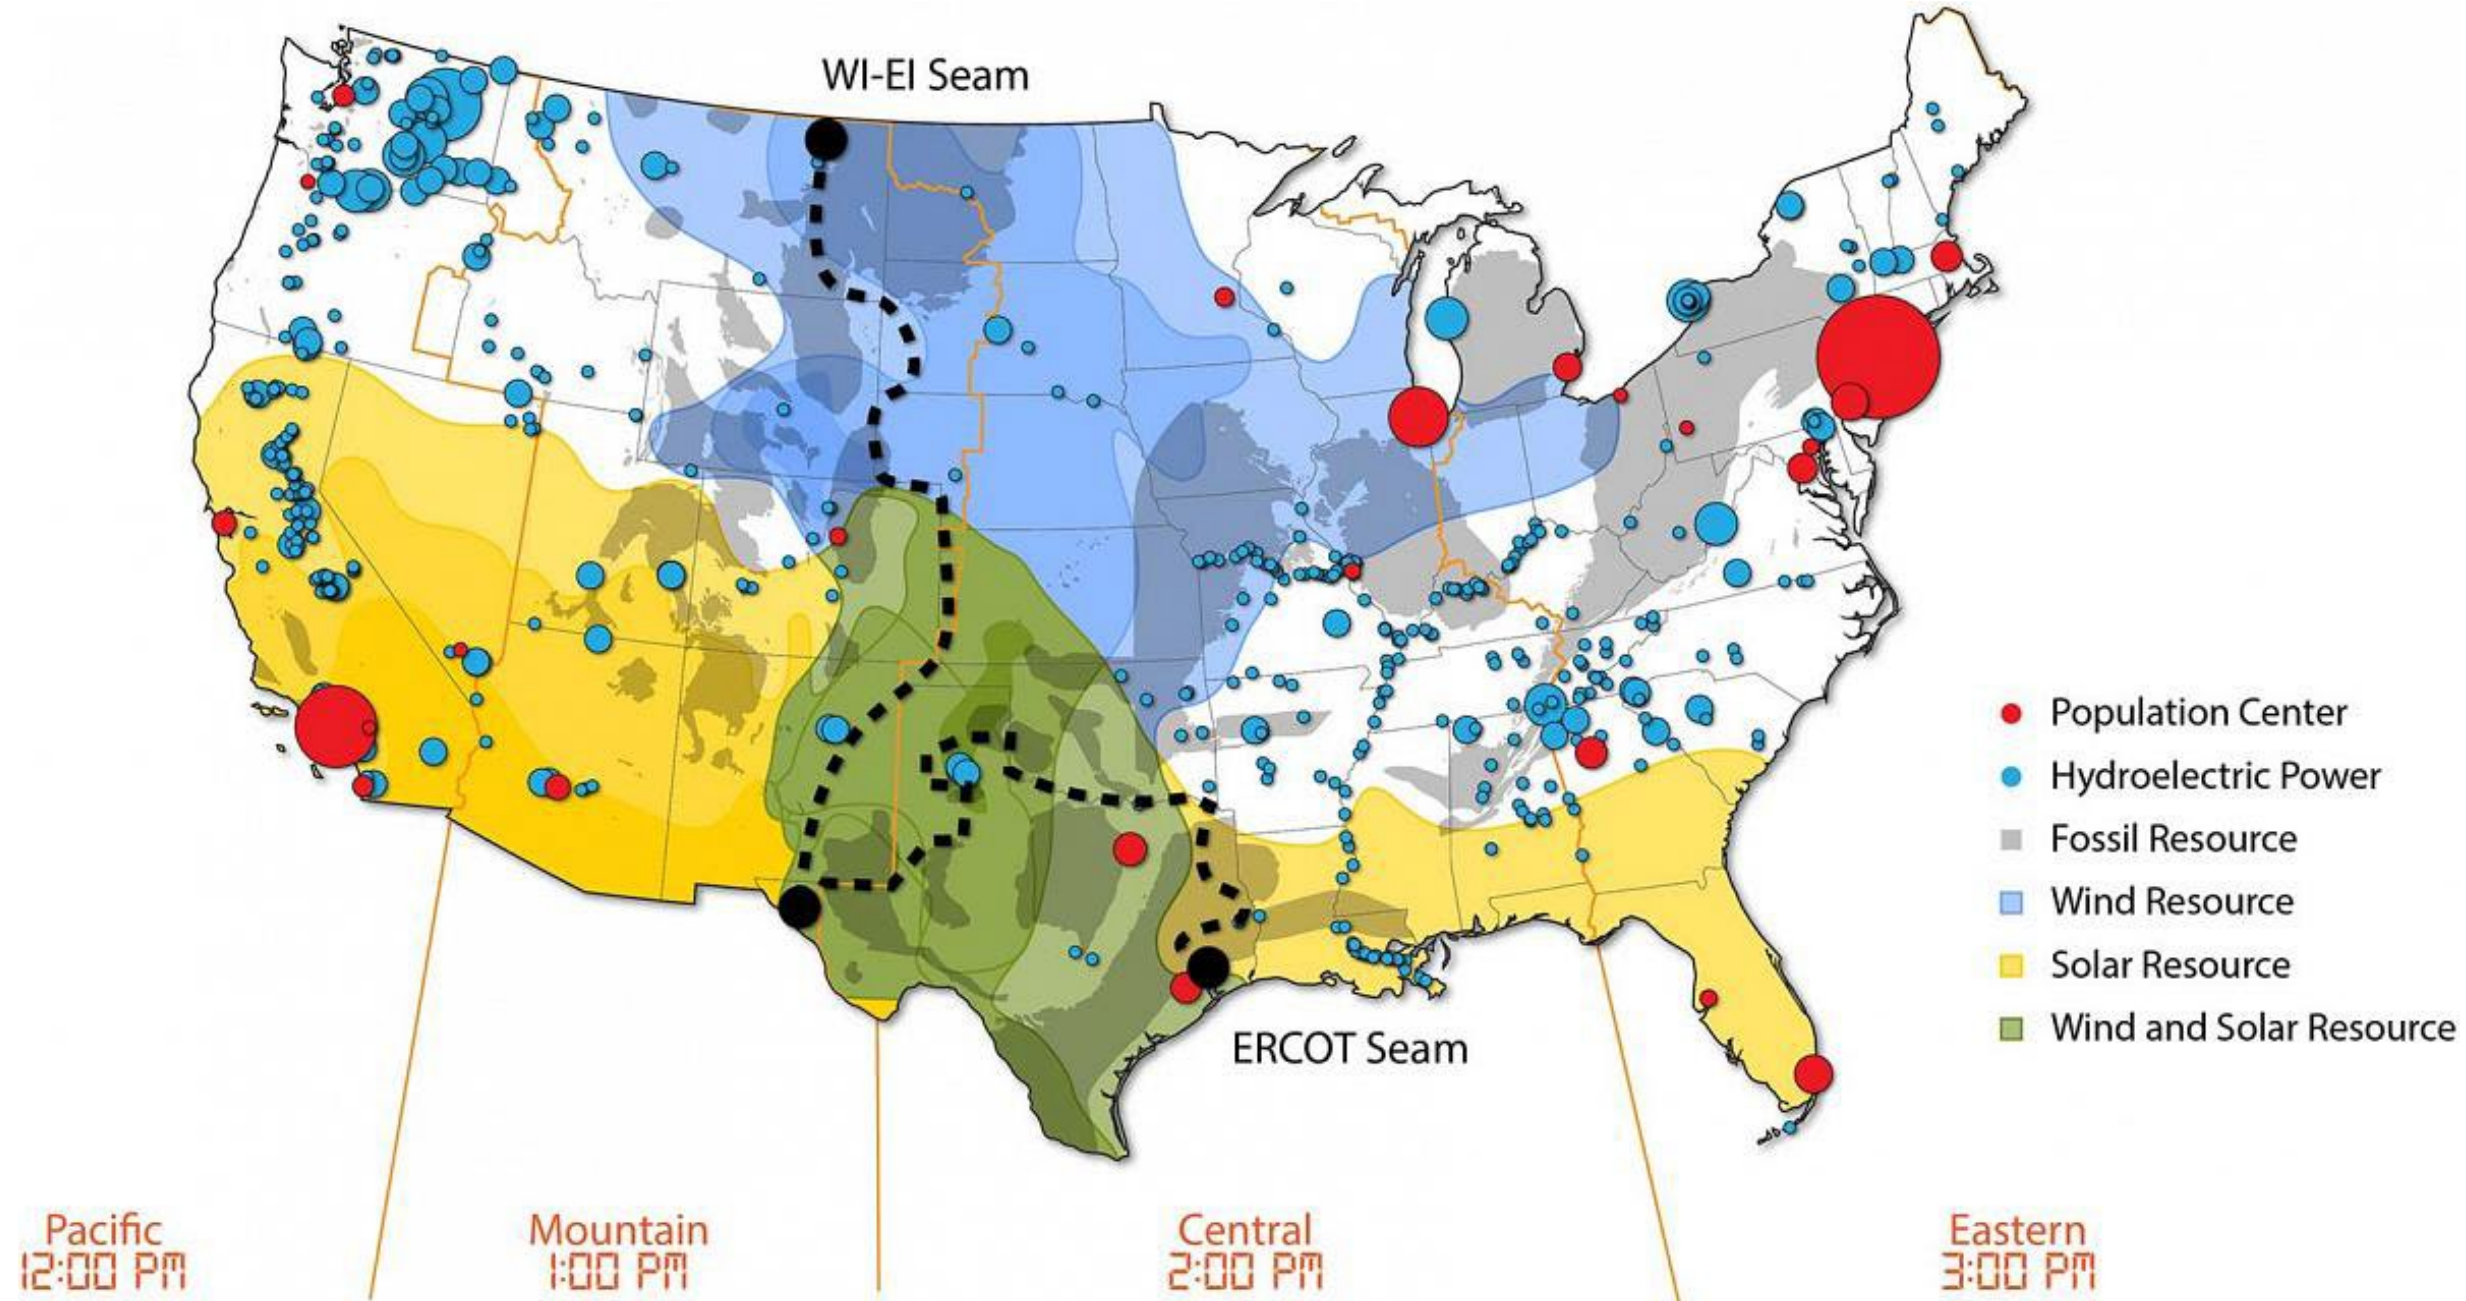 WI-EI Seam
Population Center
Hydroelectric Power
Fossil Resource
Wind Resource
Solar Resource
Wind and Solar Resource
ERCOT Seam
Pacific
12:00 PM
Mountain
1:00 PM
Central
2:00 PM
Eastern
3:00 PM